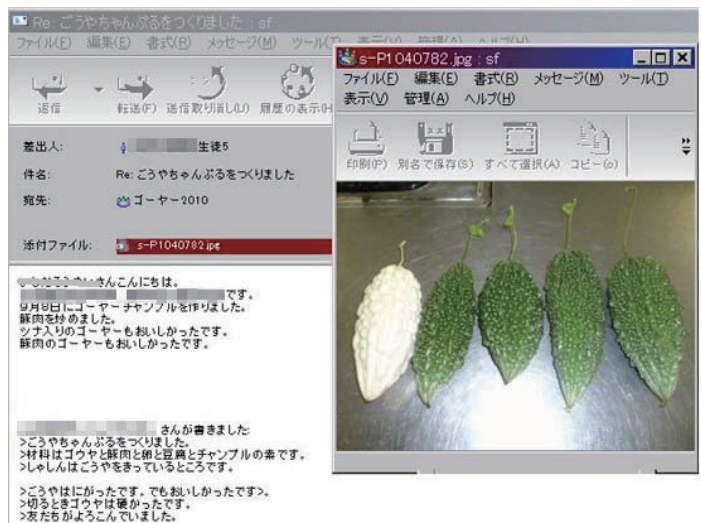 Re: ごうやちゃんぷるをつくりました : sf
ファイル(F) 編集(E) 書式(R) メッセージ(M) ツール(T) 表示(V) 管理(A) ヘルプ(H)
返信 転送(F) 送信取り消し(U) 履歴の表示(H
差出人: 生徒5
件名: Re: ごうやちゃんぷるをつくりました
宛先: ゴーヤー2010
添付ファイル: s-P1040782.jpg
さんこんにちは。
です。
9月8日にゴーヤーチャンプルを作りました。
豚肉を炒めました。
ツナ入りのゴーヤーもおいしかったです。
豚肉のゴーヤーもおいしかったです。
さんが書きました:
>ごうやちゃんぷるをつくりました。
>材料はゴウヤと豚肉と卵と豆腐とチャンプルの素です。
>しゃしんはごうやをきっているところです。
>ごうやはにがったです。でもおいしかったです>。
>切るときゴウヤは硬かったです。
>友だちがよろこんでいました。
s-P1040782.jpg : sf
ファイル(F) 編集(E) 書式(R) メッセージ(M) ツール(T)
表示(V) 管理(A) ヘルプ(H)
印刷(P) 別名で保存(S) すべて選択(A) コピー(o)